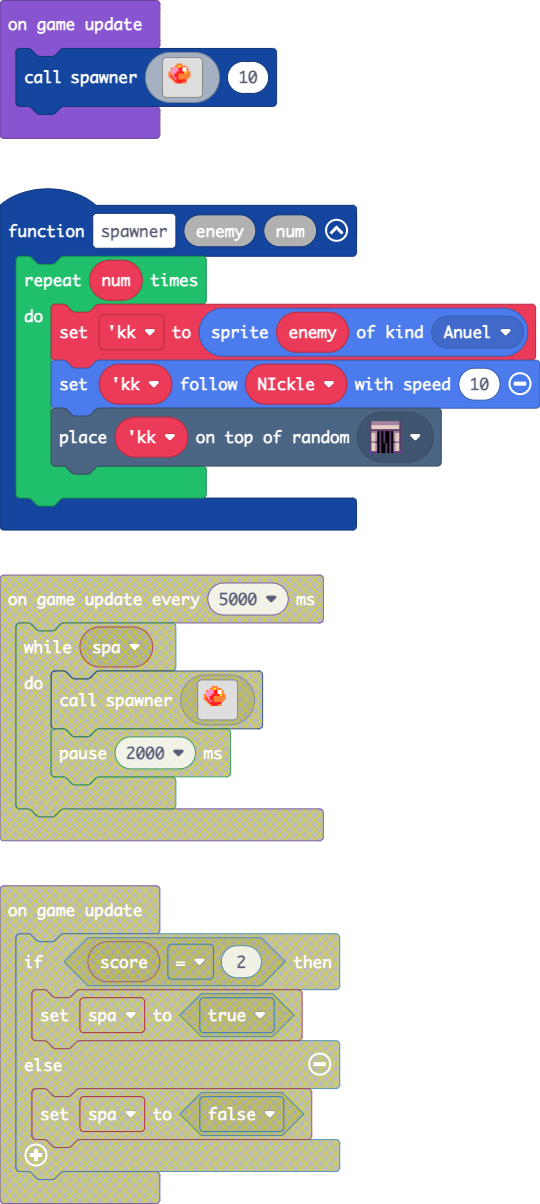 on game update
call spawner 10
function spawner enemy num
repeat num times
do
set 'kk to sprite enemy of kind Anuel
set 'kk follow NIckle with speed 10
place 'kk on top of random
on game update every 5000 ms
while spa
do
call spawner
pause 2000 ms
on game update
if score = 2 then
set spa to true
else
set spa to false